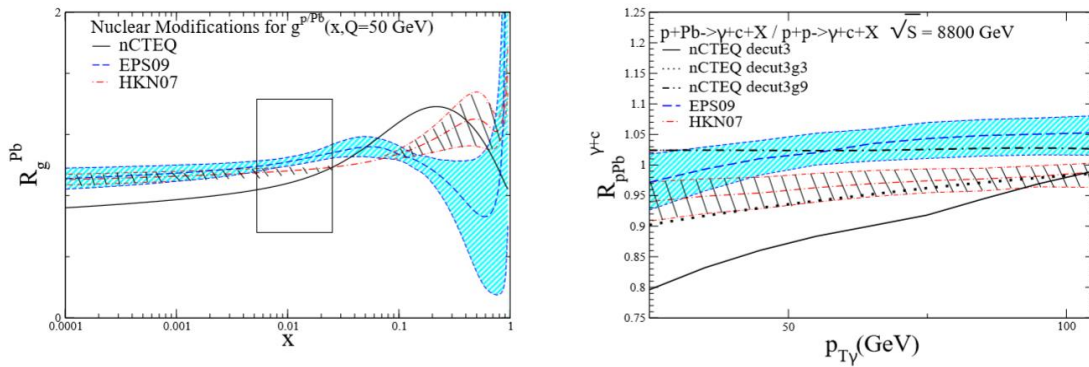 Nuclear Modifications for g^p/Pb(x,Q=50 GeV)
nCTEQ
EPS09
HKN07
R_g^Pb
2
1
0
0.0001
0.001
0.01
0.1
1
x
p+Pb->γ+c+X / p+p->γ+c+X √S = 8800 GeV
nCTEQ decut3
nCTEQ decut3g3
nCTEQ decut3g9
EPS09
HKN07
R_pPb^γ+c
1.25
1.2
1.15
1.1
1.05
1
0.95
0.9
0.85
0.8
0.75
50
100
p_Tγ(GeV)